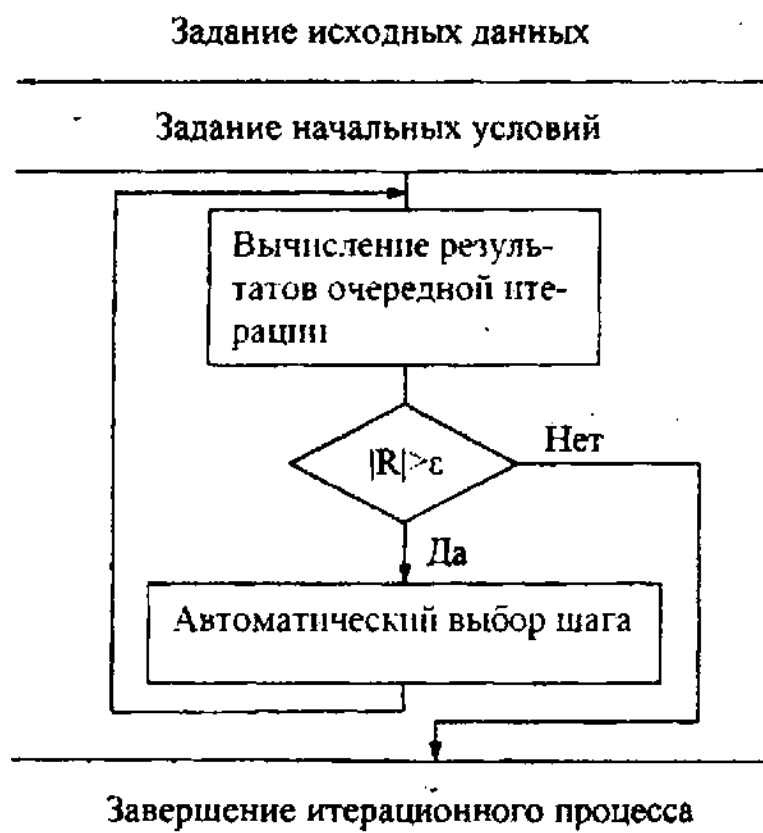 Задание исходных данных
Задание начальных условий
Вычисление резуль-
татов очередной ите-
рации
|R|>ε
Нет
Да
Автоматический выбор шага
Завершение итерационного процесса